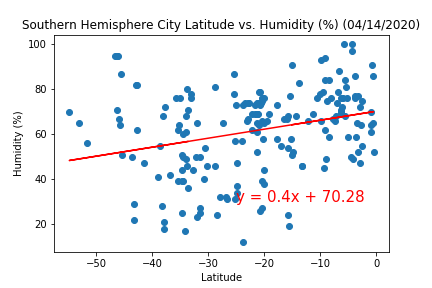 Southern Hemisphere City Latitude vs. Humidity (%) (04/14/2020)
100
80
60
40
20
Humidity (%)
y = 0.4x + 70.28
−50
−40
−30
−20
−10
0
Latitude